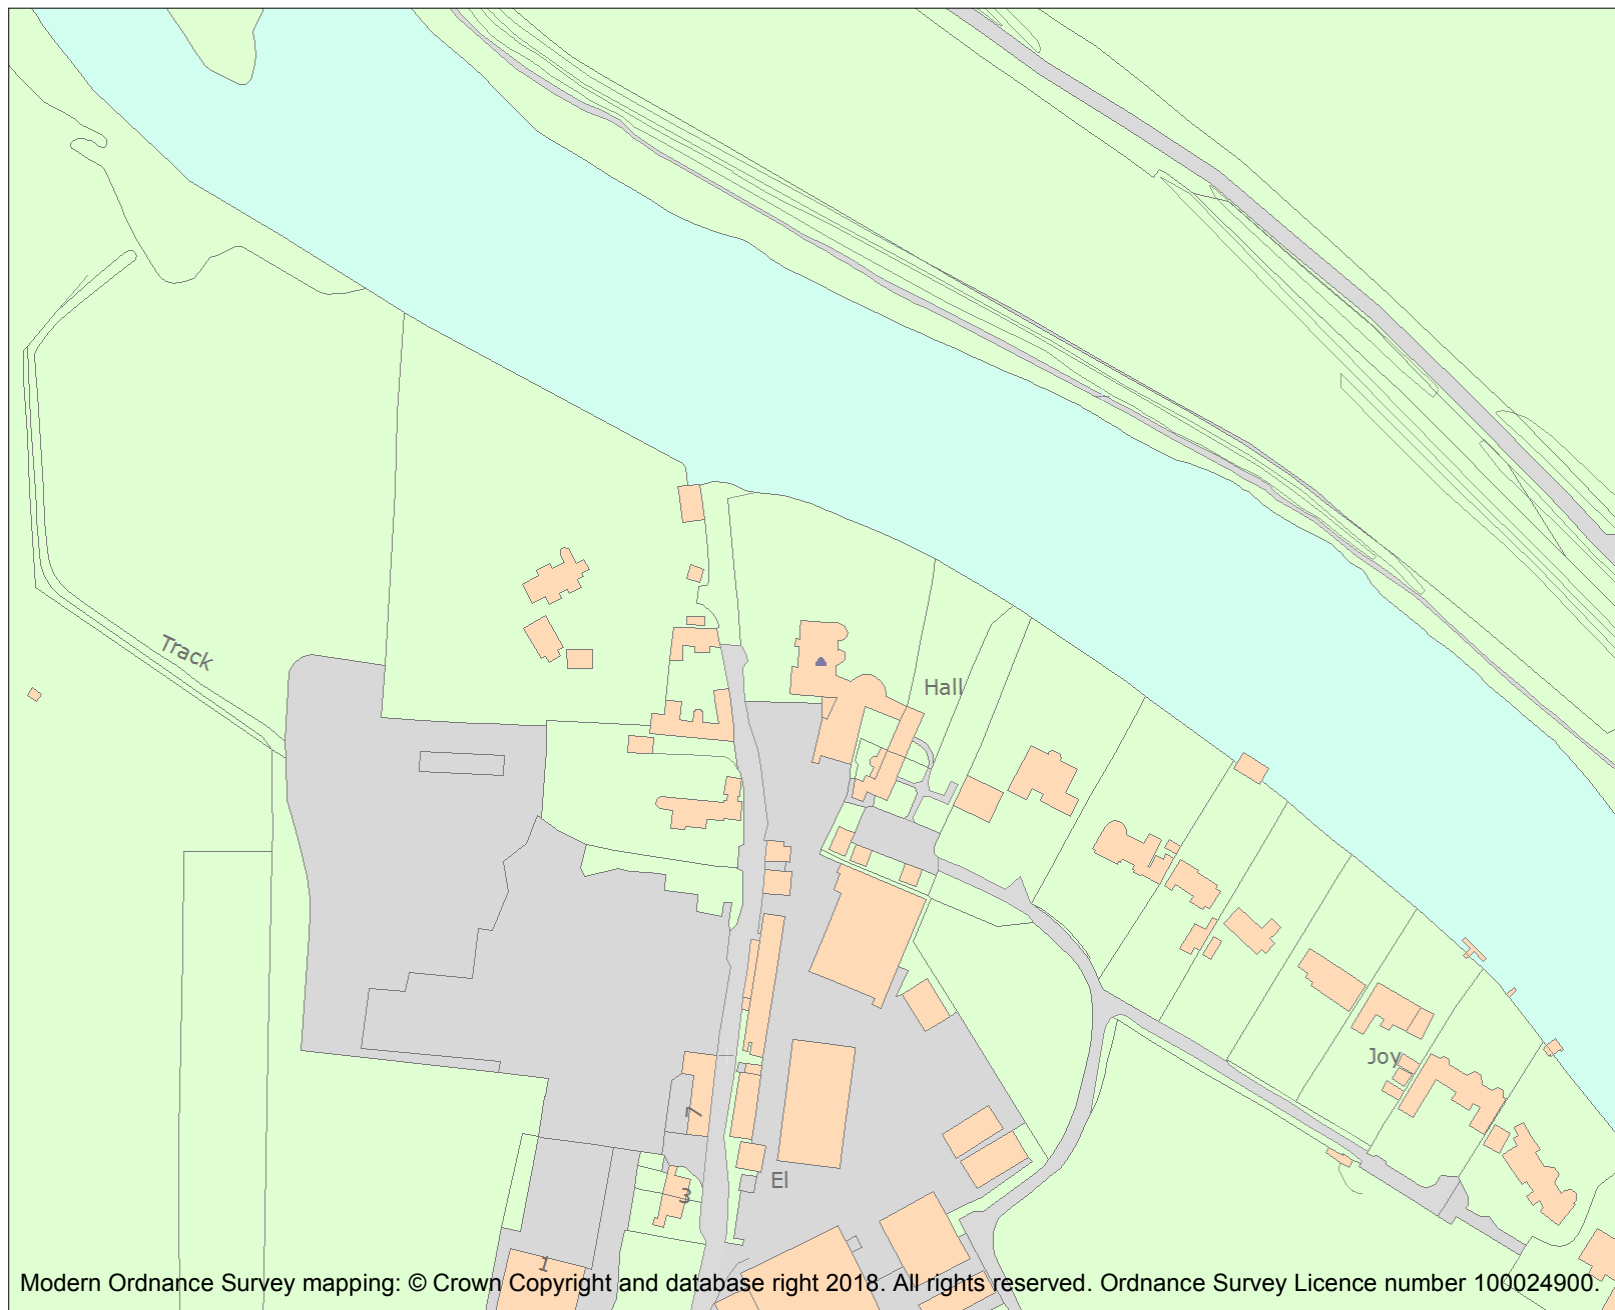 Track
Hall
Joy
7
El
3
1
Modern Ordnance Survey mapping: © Crown Copyright and database right 2018. All rights reserved. Ordnance Survey Licence number 100024900.